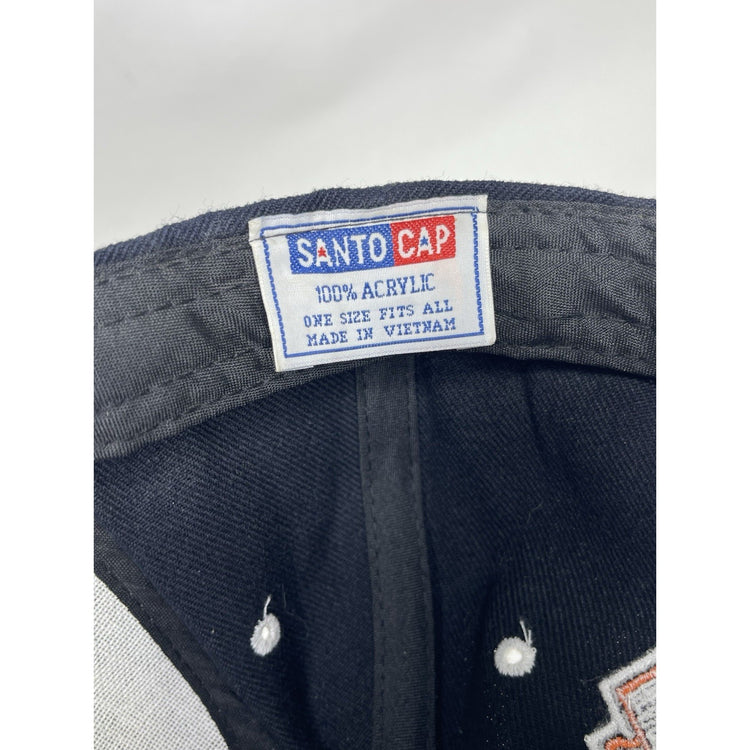 SANTO CAP
100% ACRYLIC
ONE SIZE FITS ALL
MADE IN VIETNAM